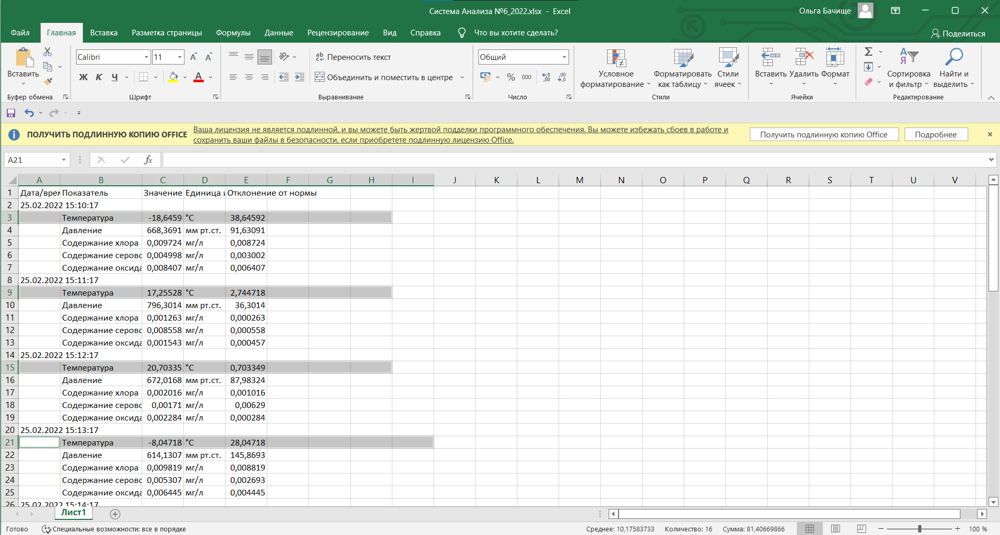 Система Анализа №6_2022.xlsx - Excel
Ольга Бачище
Файл Главная Вставка Разметка страницы Формулы Данные Рецензирование Вид Справка Что вы хотите сделать? Поделиться
Вставить
Calibri 11
Ж К Ч
Переносить текст
Объединить и поместить в центре
Общий
% 000
Условное форматирование
Форматировать как таблицу
Стили ячеек
Вставить Удалить Формат
Сортировка и фильтр
Найти и выделить
Буфер обмена Шрифт Выравнивание Число Стили Ячейки Редактирование
ПОЛУЧИТЬ ПОДЛИННУЮ КОПИЮ OFFICE
Ваша лицензия не является подлинной, и вы можете быть жертвой подделки программного обеспечения. Вы можете избежать сбоев в работе и
сохранить ваши файлы в безопасности, если приобретете подлинную лицензию Office.
Получить подлинную копию Office Подробнее
A21 fx
A B C D E F G H I J K L M N O P Q R S T U V
1 Дата/врем Показатель Значение Единица и Отклонение от нормы
2 25.02.2022 15:10:17
3 Температура -18,6459 °C 38,64592
4 Давление 668,3691 мм рт.ст. 91,63091
5 Содержание хлора 0,009724 мг/л 0,008724
6 Содержание серово 0,004998 мг/л 0,003002
7 Содержание оксида 0,008407 мг/л 0,006407
8 25.02.2022 15:11:17
9 Температура 17,25528 °C 2,744718
10 Давление 796,3014 мм рт.ст. 36,3014
11 Содержание хлора 0,001263 мг/л 0,000263
12 Содержание серово 0,008558 мг/л 0,000558
13 Содержание оксида 0,001543 мг/л 0,000457
14 25.02.2022 15:12:17
15 Температура 20,70335 °C 0,703349
16 Давление 672,0168 мм рт.ст. 87,98324
17 Содержание хлора 0,002016 мг/л 0,001016
18 Содержание серово 0,00171 мг/л 0,00629
19 Содержание оксида 0,002284 мг/л 0,000284
20 25.02.2022 15:13:17
21 Температура -8,04718 °C 28,04718
22 Давление 614,1307 мм рт.ст. 145,8693
23 Содержание хлора 0,009819 мг/л 0,008819
24 Содержание серово 0,005307 мг/л 0,002693
25 Содержание оксида 0,006445 мг/л 0,004445
26 25.02.2022 15:14:17
Лист1
Готово Специальные возможности: все в порядке Среднее: 10,17583733 Количество: 16 Сумма: 81,40669866 100 %